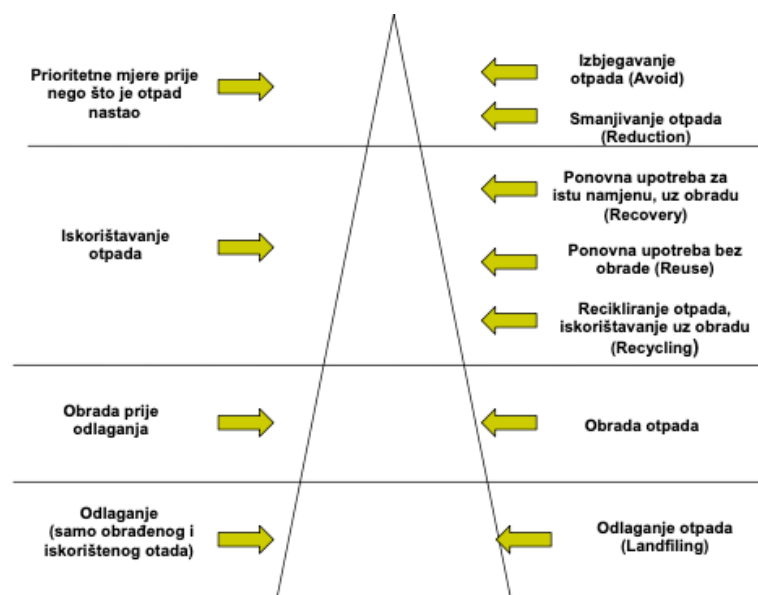 Prioritetne mjere prije
nego što je otpad
nastao
Izbjegavanje
otpada (Avoid)
Smanjivanje otpada
(Reduction)
Iskorištavanje
otpada
Ponovna upotreba za
istu namjenu, uz obradu
(Recovery)
Ponovna upotreba bez
obrade (Reuse)
Recikliranje otpada,
iskorištavanje uz obradu
(Recycling)
Obrada prije
odlaganja
Obrada otpada
Odlaganje
(samo obrađenog i
iskorištenog otada)
Odlaganje otpada
(Landfiling)